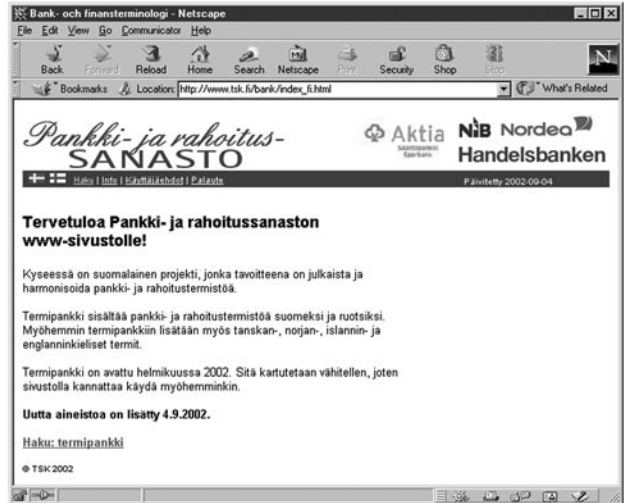 Bank- och finansterminologi - Netscape
File Edit View Go Communicator Help
Back Forward Reload Home Search Netscape Print Security Shop Stop
Bookmarks Location: http://www.tsk.fi/bank/index_fi.html What's Related
Pankki- ja rahoitus-
SANASTO
Aktia
SÄÄSTÖPANKKI
Sparbank
NIB Nordea
Handelsbanken
Haku | Info | Käyttäjäehdot | Palaute Päivitetty 2002-09-04
Tervetuloa Pankki- ja rahoitussanaston
www-sivustolle!
Kyseessä on suomalainen projekti, jonka tavoitteena on julkaista ja
harmonisoida pankki- ja rahoitustermistöä.
Termipankki sisältää pankki- ja rahoitustermistöä suomeksi ja ruotsiksi.
Myöhemmin termipankkiin lisätään myös tanskan-, norjan-, islannin- ja
englanninkieliset termit.
Termipankki on avattu helmikuussa 2002. Sitä kartutetaan vähitellen, joten
sivustolla kannattaa käydä myöhemminkin.
Uutta aineistoa on lisätty 4.9.2002.
Haku: termipankki
© TSK 2002